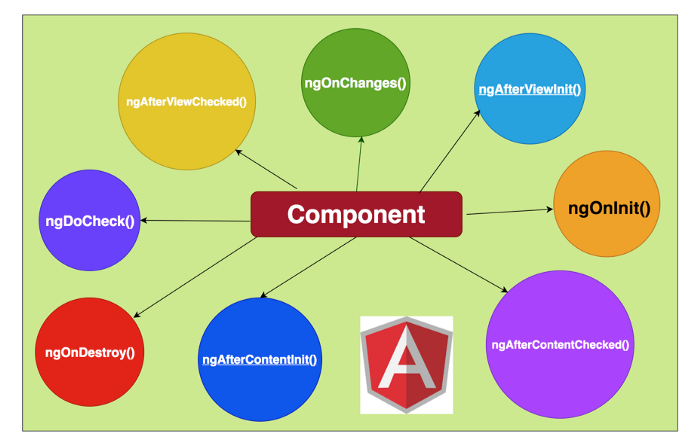 ngOnChanges()
ngAfterViewInit()
ngAfterViewChecked()
ngOnInit()
Component
ngDoCheck()
ngOnDestroy()
ngAfterContentInit()
ngAfterContentChecked()
A